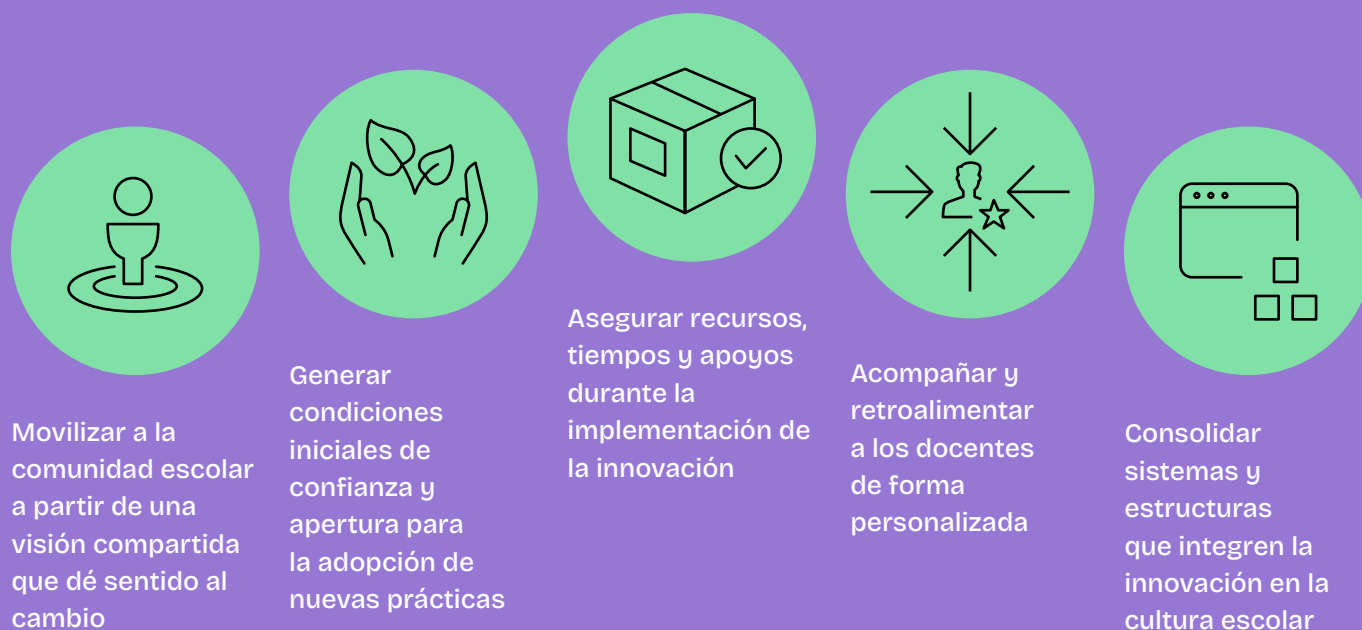 Movilizar a la
comunidad escolar
a partir de una
visión compartida
que dé sentido al
cambio
Generar
condiciones
iniciales de
confianza y
apertura para
la adopción de
nuevas prácticas
Asegurar recursos,
tiempos y apoyos
durante la
implementación de
la innovación
Acompañar y
retroalimentar
a los docentes
de forma
personalizada
Consolidar
sistemas y
estructuras
que integren la
innovación en la
cultura escolar